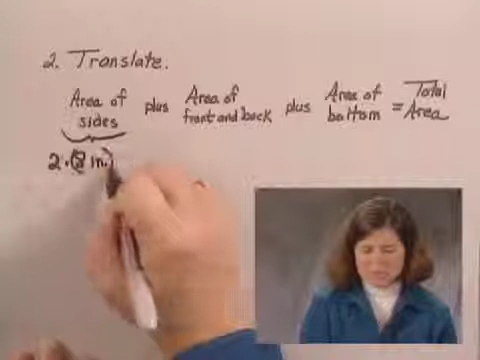 2. Translate.
Area of sides plus Area of front and back plus Area of bottom = Total Area
2 · (8 in.)